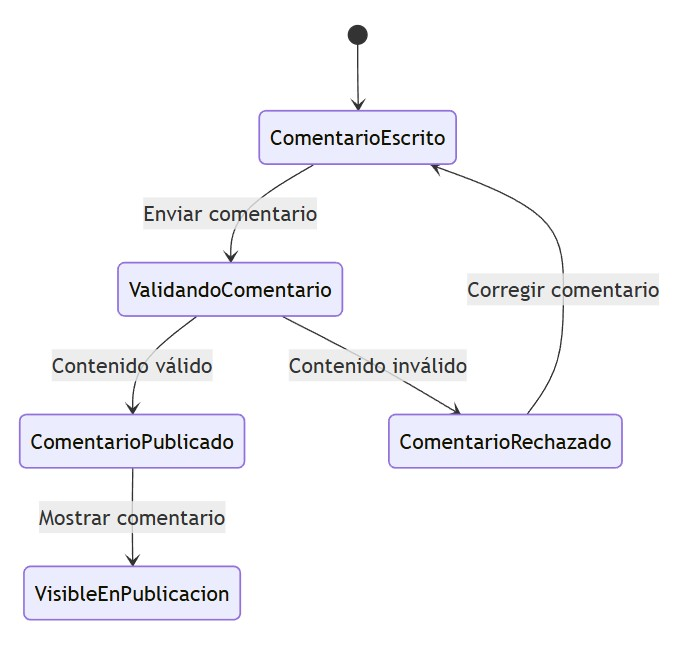 ComentarioEscrito
Enviar comentario
ValidandoComentario
Corregir comentario
Contenido válido
Contenido inválido
ComentarioPublicado
ComentarioRechazado
Mostrar comentario
VisibleEnPublicacion